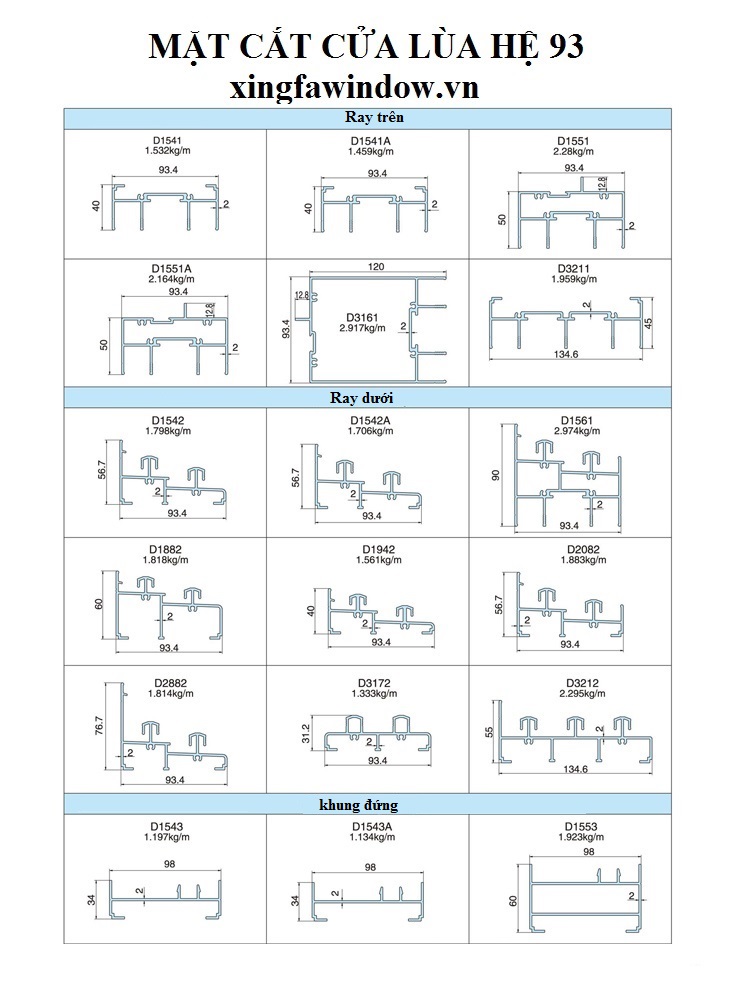 MẶT CẮT CỬA LÙA HỆ 93
xingfawindow.vn
Ray trên
D1541
1.532kg/m
93.4
40
2
D1541A
1.459kg/m
93.4
40
2
D1551
2.28kg/m
93.4
12.8
50
2
D1551A
2.164kg/m
93.4
12.8
50
2
120
12.8
93.4
D3161
2.917kg/m
2
D3211
1.959kg/m
2
45
134.6
Ray dưới
D1542
1.798kg/m
56.7
2
93.4
D1542A
1.706kg/m
56.7
2
93.4
D1561
2.974kg/m
90
2
93.4
D1882
1.818kg/m
60
2
93.4
D1942
1.561kg/m
40
2
93.4
D2082
1.883kg/m
56.7
2
93.4
D2882
1.814kg/m
76.7
2
93.4
D3172
1.333kg/m
31.2
2
93.4
D3212
2.295kg/m
55
2
134.6
khung đứng
D1543
1.197kg/m
98
34
2
D1543A
1.134kg/m
98
34
2
D1553
1.923kg/m
98
60
2